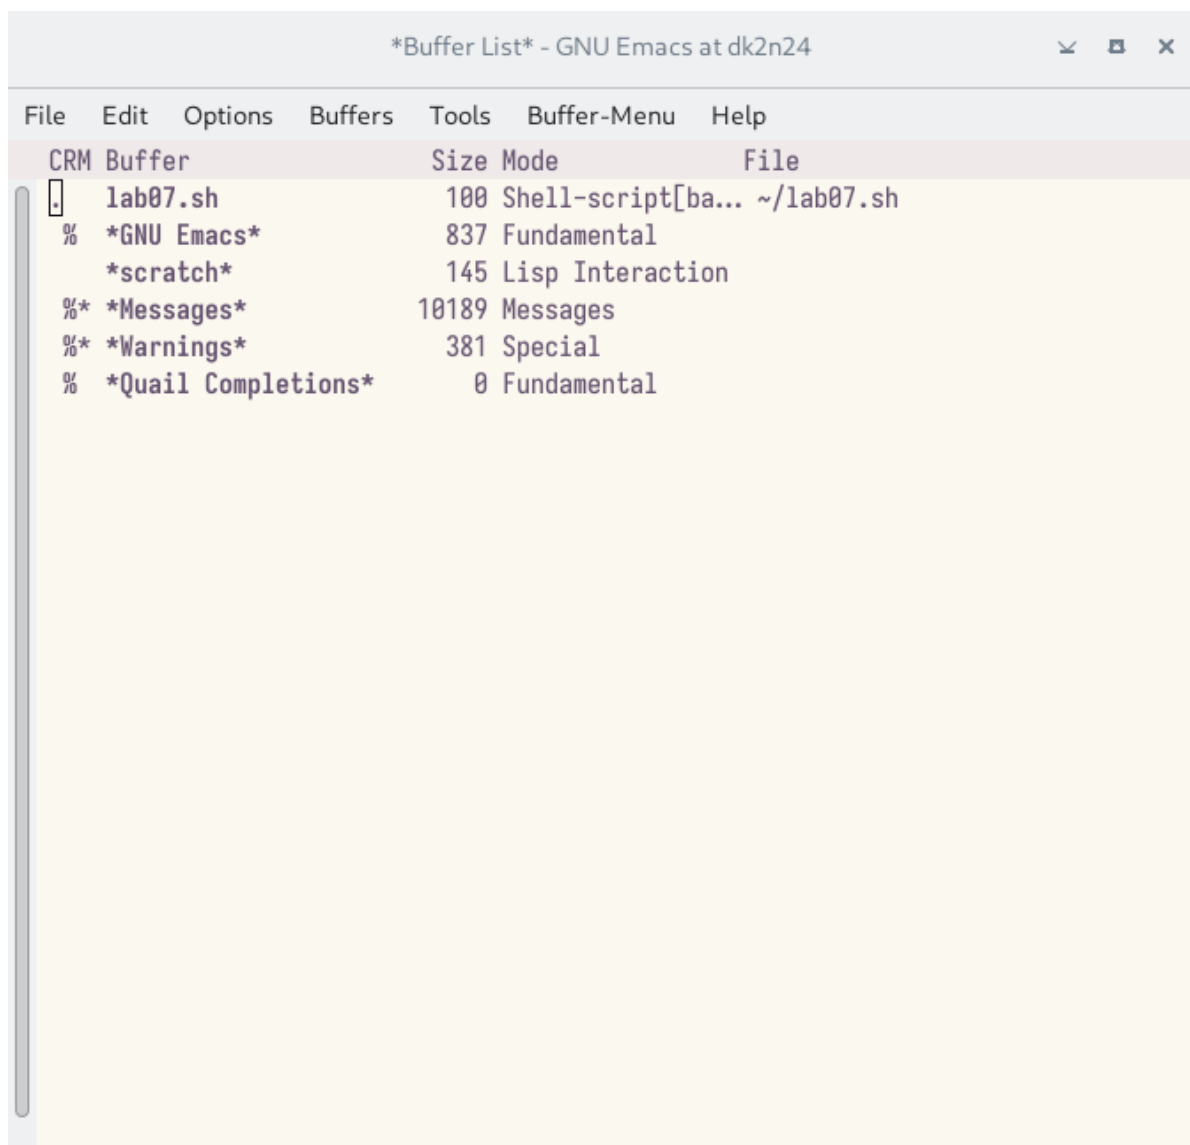 *Buffer List* - GNU Emacs at dk2n24
File Edit Options Buffers Tools Buffer-Menu Help
CRM Buffer Size Mode File
. lab07.sh 100 Shell-script[ba... ~/lab07.sh
% *GNU Emacs* 837 Fundamental
*scratch* 145 Lisp Interaction
%* *Messages* 10189 Messages
%* *Warnings* 381 Special
% *Quail Completions* 0 Fundamental